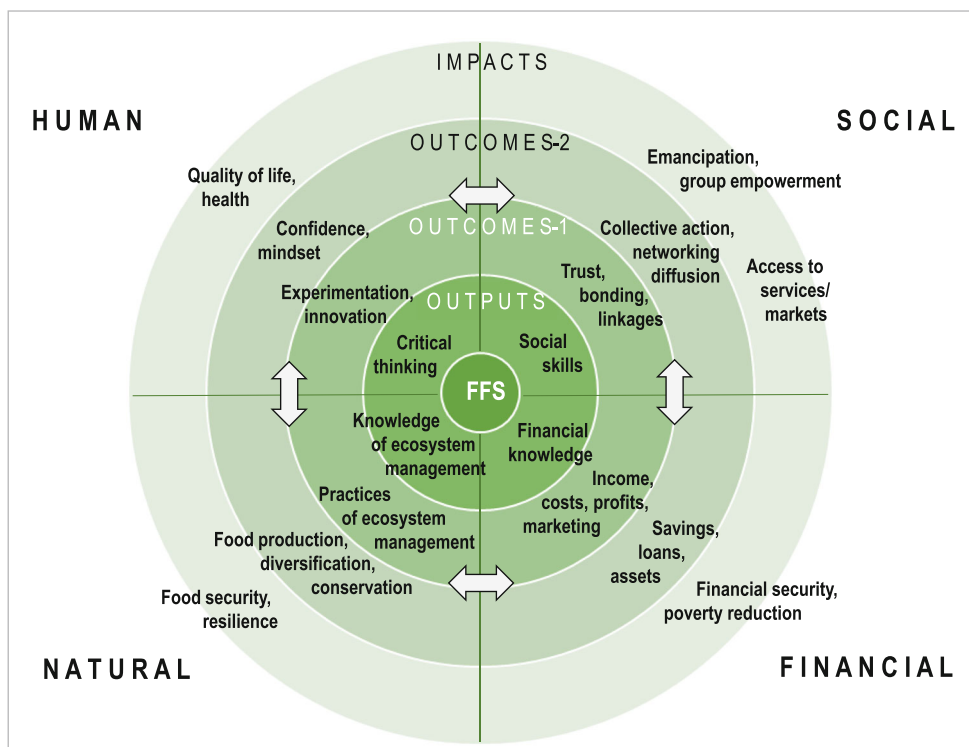 IMPACTS
HUMAN
SOCIAL
OUTCOMES-2
Emancipation,
group empowerment
Quality of life,
health
OUTCOMES-1
Confidence,
mindset
Collective action,
networking
diffusion
Access to
services/
markets
Trust,
bonding,
linkages
Experimentation,
innovation
OUTPUTS
Critical
thinking
Social
skills
FFS
Knowledge
of ecosystem
management
Financial
knowledge
Practices
of ecosystem
management
Income,
costs, profits,
marketing
Food production,
diversification,
conservation
Savings,
loans,
assets
Food security,
resilience
Financial security,
poverty reduction
NATURAL
FINANCIAL